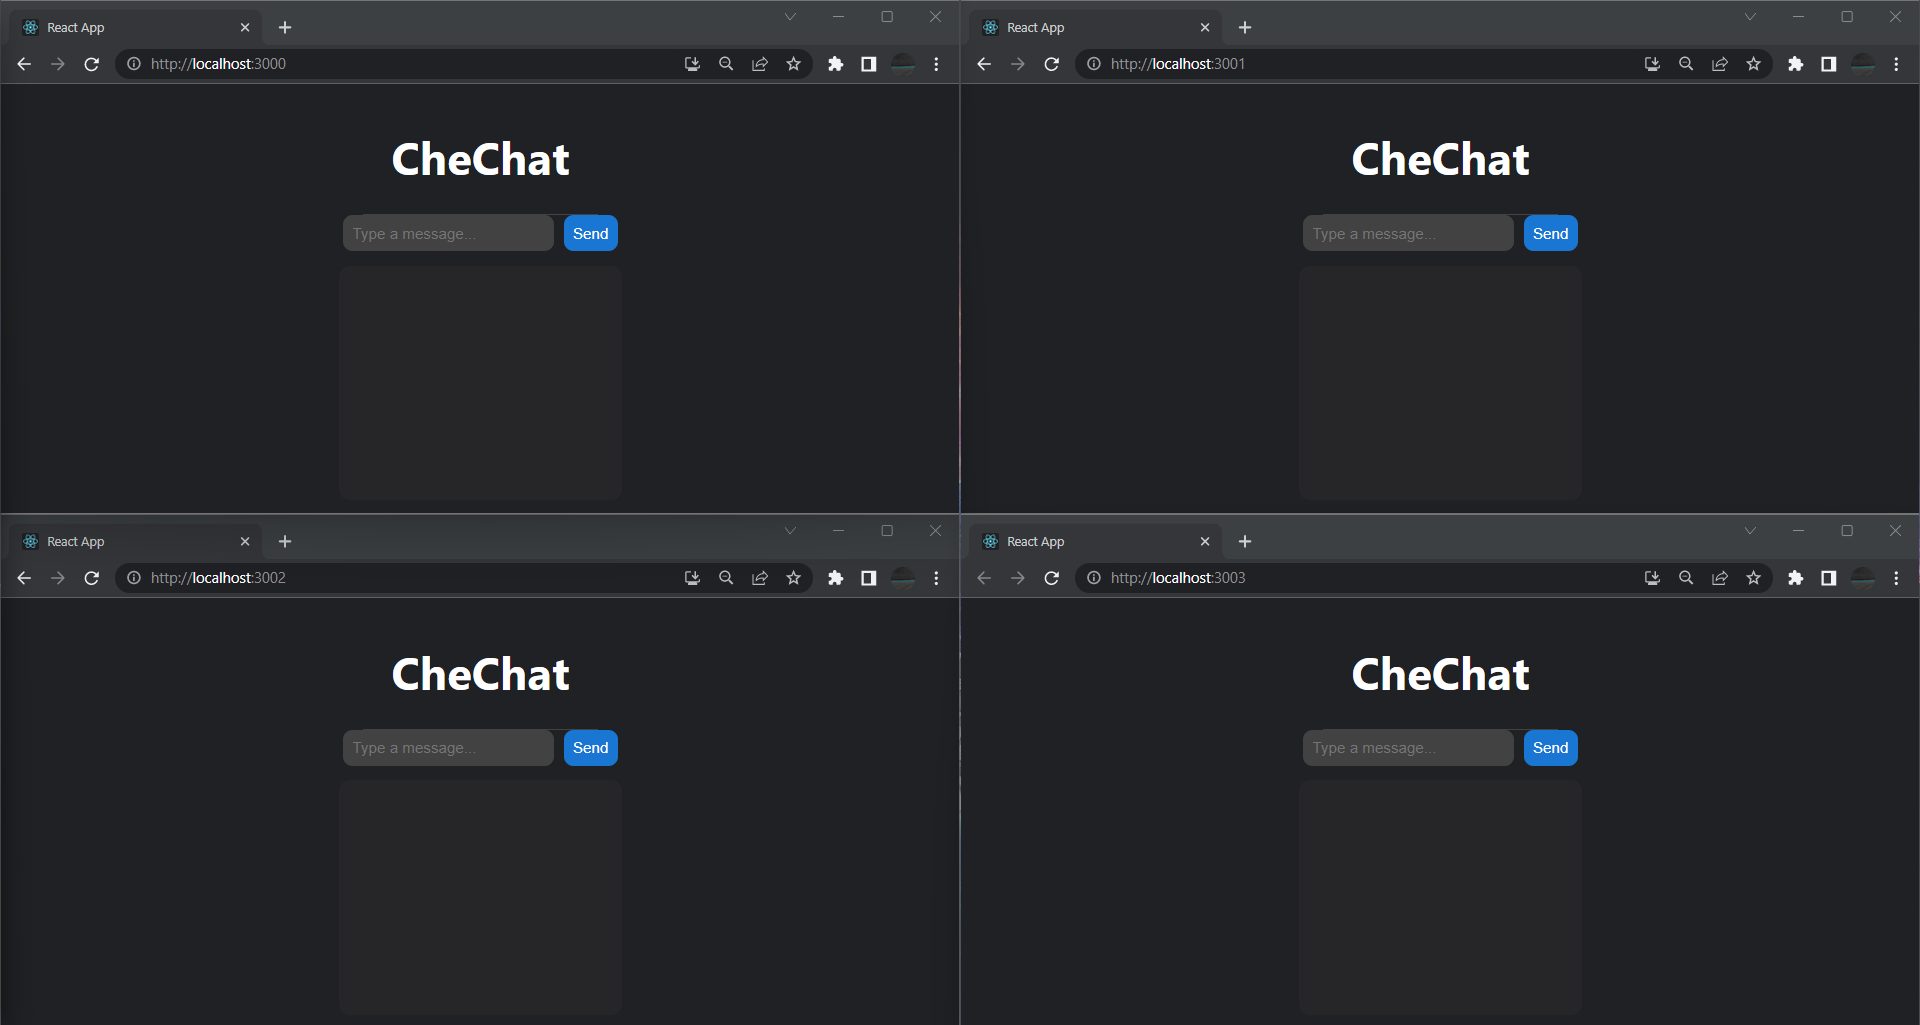 React App
http://localhost:3000
CheChat
Type a message...
Send
React App
http://localhost:3001
CheChat
Type a message...
Send
React App
http://localhost:3002
CheChat
Type a message...
Send
React App
http://localhost:3003
CheChat
Type a message...
Send